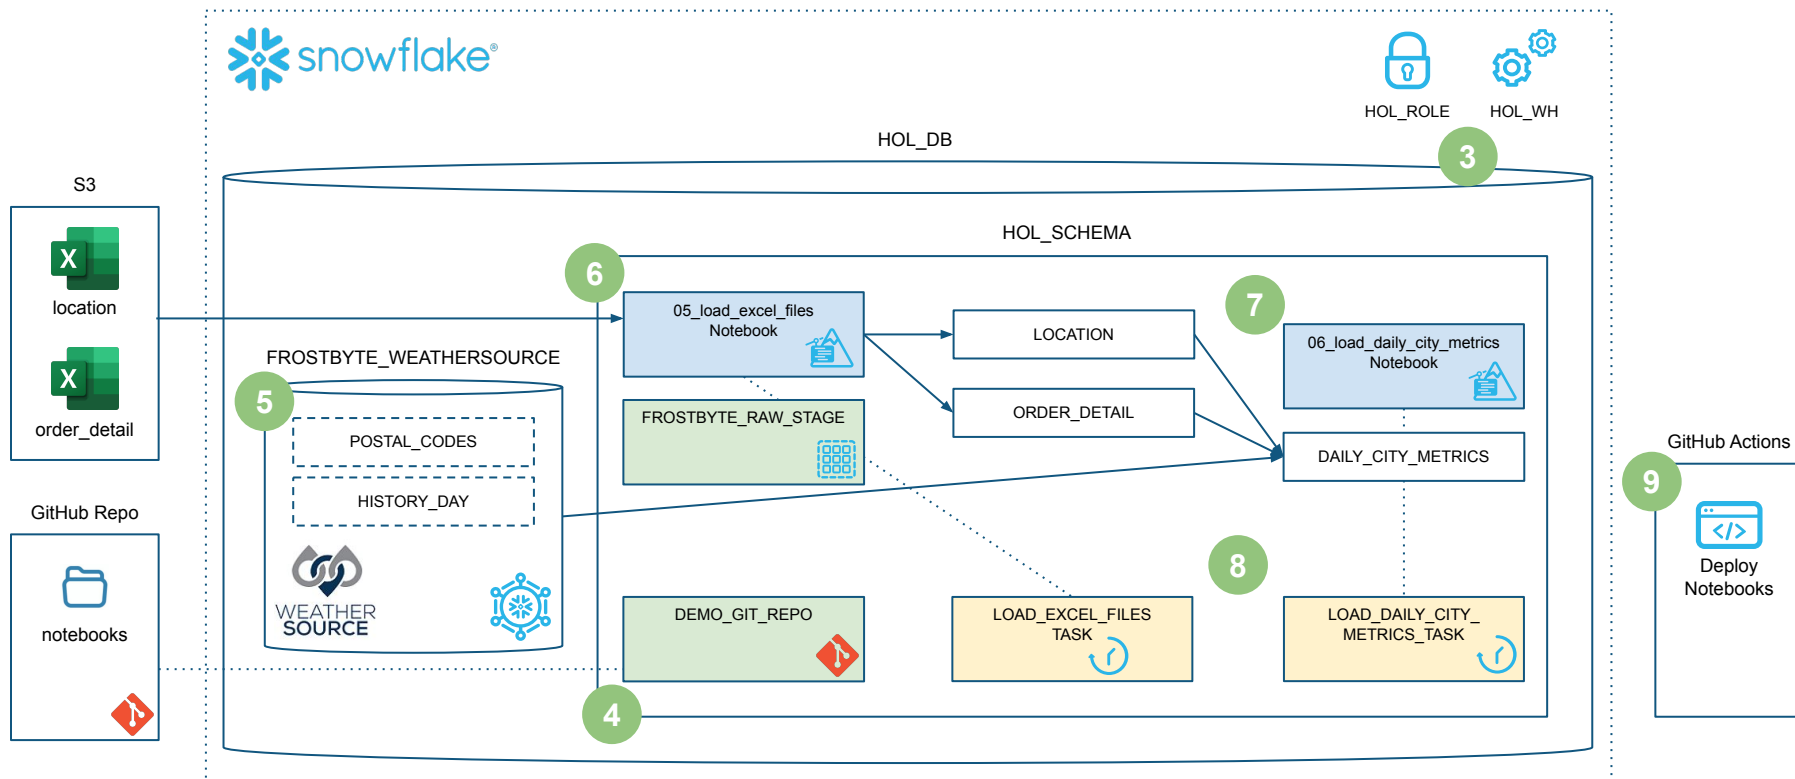 snowflake®
HOL_ROLE
HOL_WH
HOL_DB
3
S3
X
location
X
order_detail
GitHub Repo
notebooks
FROSTBYTE_WEATHERSOURCE
5
POSTAL_CODES
HISTORY_DAY
WEATHER
SOURCE
HOL_SCHEMA
6
05_load_excel_files
Notebook
FROSTBYTE_RAW_STAGE
DEMO_GIT_REPO
4
LOCATION
ORDER_DETAIL
LOAD_EXCEL_FILES
TASK
7
06_load_daily_city_metrics
Notebook
DAILY_CITY_METRICS
8
LOAD_DAILY_CITY_
METRICS_TASK
GitHub Actions
9
</>
Deploy
Notebooks